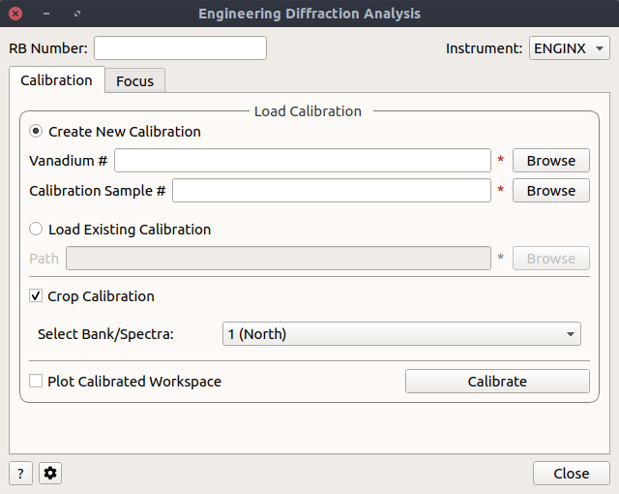 Engineering Diffraction Analysis
RB Number: Instrument: ENGINX
Calibration Focus
Load Calibration
Create New Calibration
Vanadium # * Browse
Calibration Sample # * Browse
Load Existing Calibration
Path * Browse
Crop Calibration
Select Bank/Spectra: 1 (North)
Plot Calibrated Workspace Calibrate
? Close